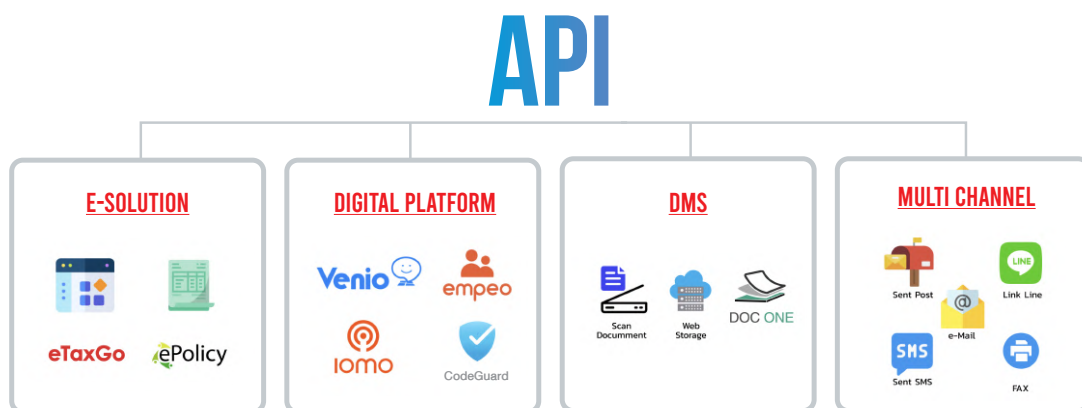 API
E-SOLUTION
eTaxGo
ePolicy
DIGITAL PLATFORM
Venio
empeo
IOMO
CodeGuard
DMS
Scan
Documment
Web
Storage
DOC ONE
MULTI CHANNEL
Sent Post
LINE
Link Line
@
e-Mail
SMS
Sent SMS
FAX